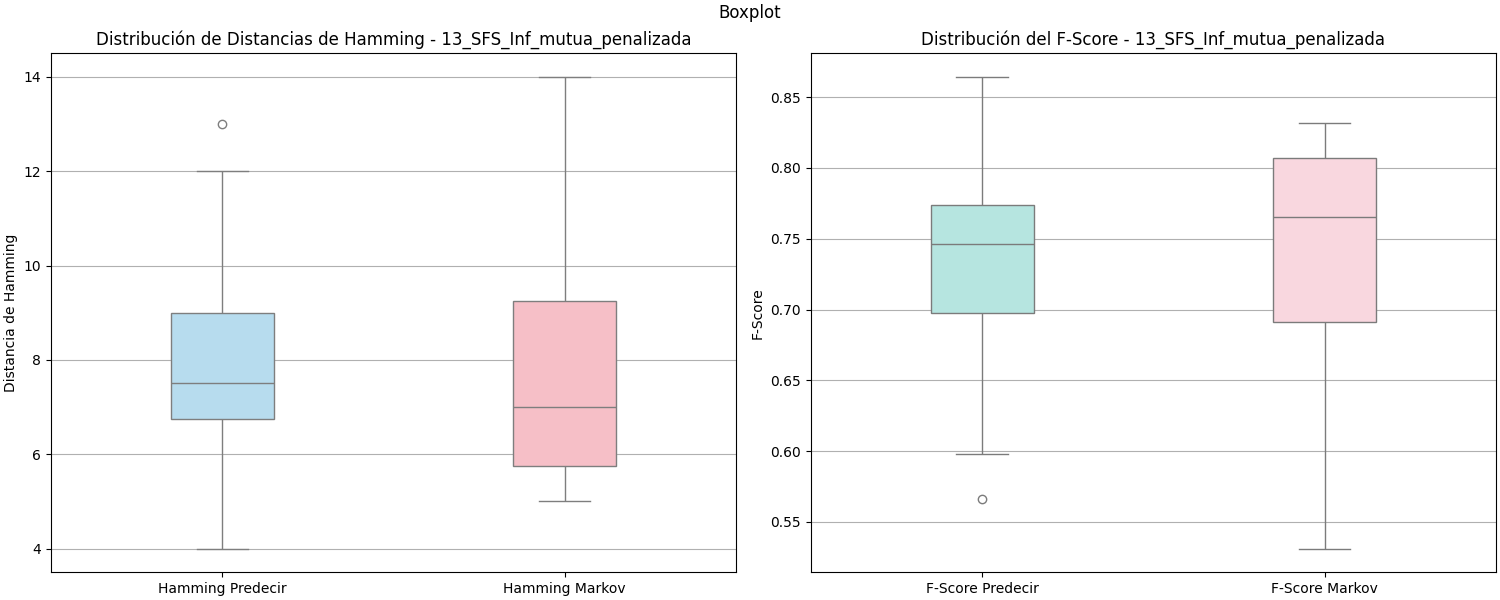 Boxplot
Distribución de Distancias de Hamming - 13_SFS_Inf_mutua_penalizada
Distancia de Hamming
14
12
10
8
6
4
Hamming Predecir
Hamming Markov
Distribución del F-Score - 13_SFS_Inf_mutua_penalizada
F-Score
0.85
0.80
0.75
0.70
0.65
0.60
0.55
F-Score Predecir
F-Score Markov